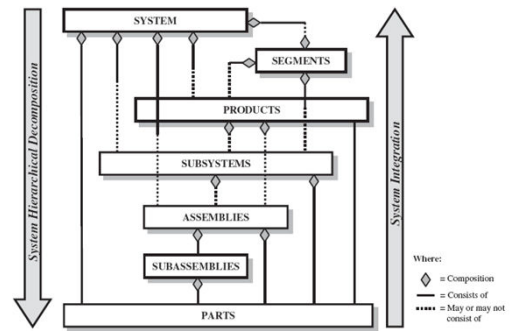 SYSTEM
SEGMENTS
PRODUCTS
SUBSYSTEMS
ASSEMBLIES
SUBASSEMBLIES
PARTS
System Hierarchical Decomposition
System Integration
Where:
= Composition
= Consists of
= May or may not
consist of